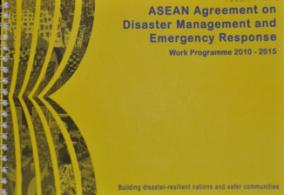 ASEAN Agreement on
Disaster Management and
Emergency Response
Work Programme 2010 - 2015
Building disaster-resilient nations and safer communities